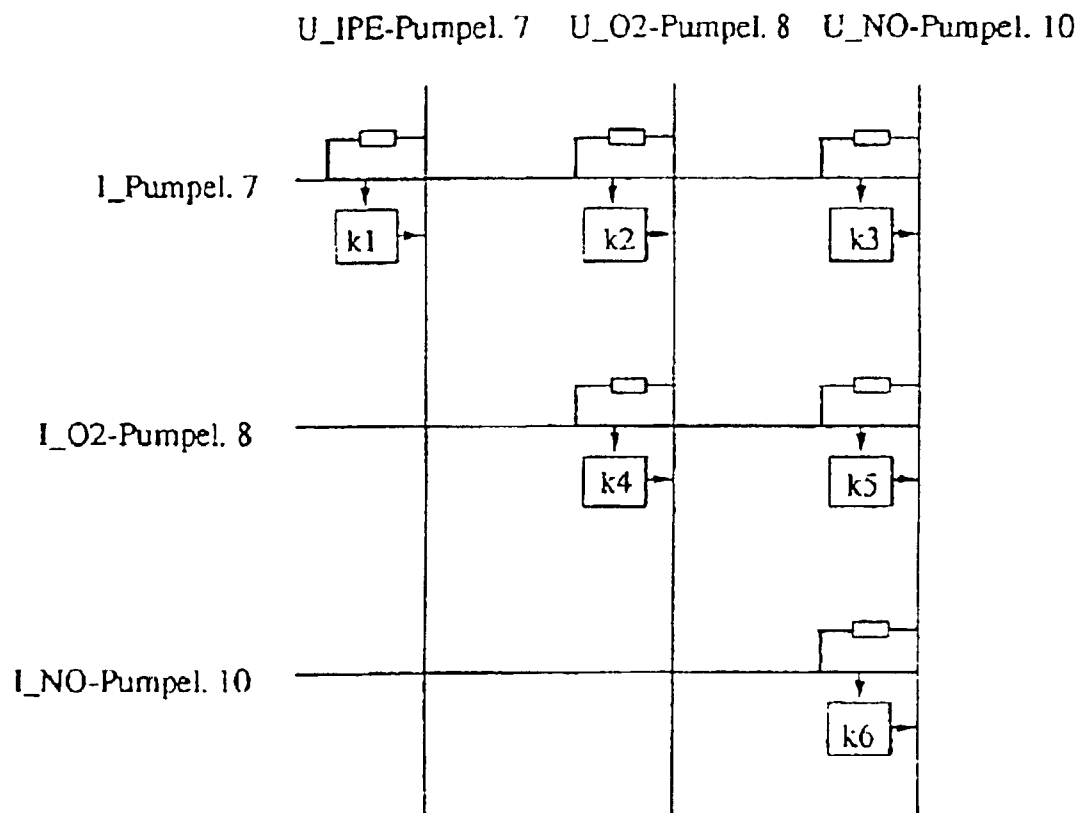 U_IPE-Pumpel. 7 U_O2-Pumpel. 8 U_NO-Pumpel. 10
I_Pumpel. 7
k1 k2 k3
I_O2-Pumpel. 8
k4 k5
I_NO-Pumpel. 10
k6